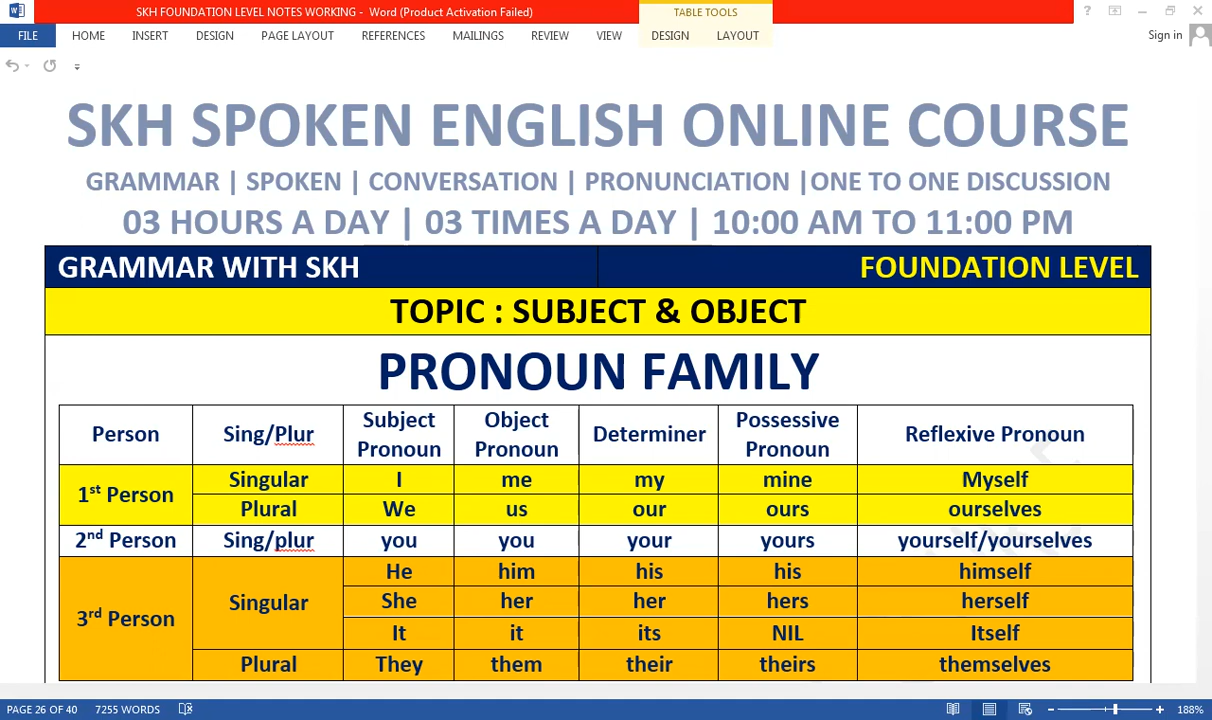 SKH FOUNDATION LEVEL NOTES WORKING - Word (Product Activation Failed)
TABLE TOOLS
FILE HOME INSERT DESIGN PAGE LAYOUT REFERENCES MAILINGS REVIEW VIEW DESIGN LAYOUT Sign in
SKH SPOKEN ENGLISH ONLINE COURSE
GRAMMAR | SPOKEN | CONVERSATION | PRONUNCIATION |ONE TO ONE DISCUSSION
03 HOURS A DAY | 03 TIMES A DAY | 10:00 AM TO 11:00 PM
GRAMMAR WITH SKH FOUNDATION LEVEL
TOPIC : SUBJECT & OBJECT
PRONOUN FAMILY
Person Sing/Plur Subject Pronoun Object Pronoun Determiner Possessive Pronoun Reflexive Pronoun
1st Person Singular I me my mine Myself
Plural We us our ours ourselves
2nd Person Sing/plur you you your yours yourself/yourselves
3rd Person Singular He him his his himself
She her her hers herself
It it its NIL Itself
Plural They them their theirs themselves
PAGE 26 OF 40 7255 WORDS 188%